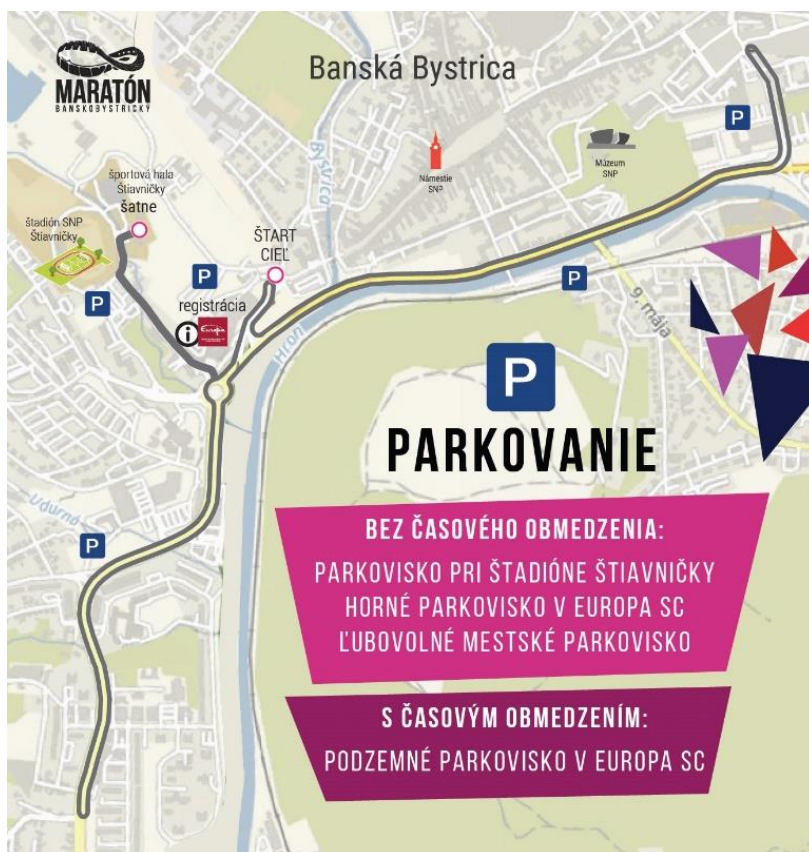 MARATÓN
BANSKOBYSTRICKÝ
Banská Bystrica
Bystrica
P
Námestie
SNP
Múzeum
SNP
športová hala
Štiavničky
šatne
štadión SNP
Štiavničky
P
P
ŠTART
CIEĽ
registrácia
i
Europa
Hron
P
9. mája
P
PARKOVANIE
Udurná
P
BEZ ČASOVÉHO OBMEDZENIA:
PARKOVISKO PRI ŠTADIÓNE ŠTIAVNIČKY
HORNÉ PARKOVISKO V EUROPA SC
ĽUBOVOLNÉ MESTSKÉ PARKOVISKO
S ČASOVÝM OBMEDZENÍM:
PODZEMNÉ PARKOVISKO V EUROPA SC